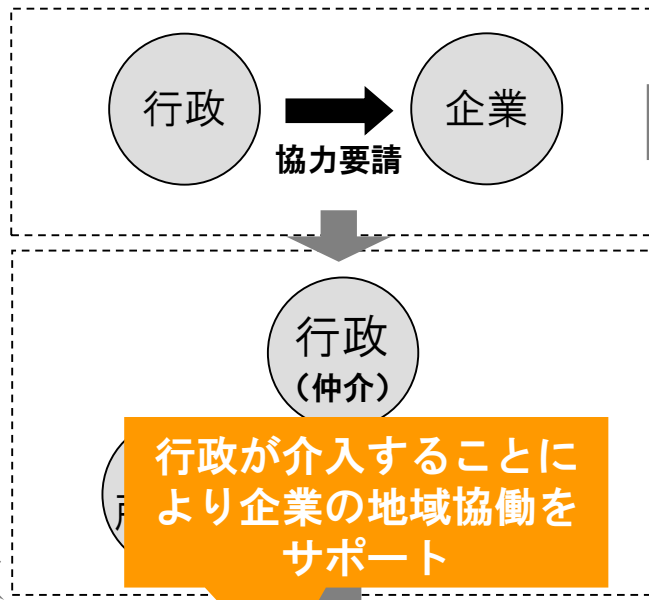 行政
企業
協力要請
行政
（仲介）
行政が介入することに
より企業の地域協働を
サポート